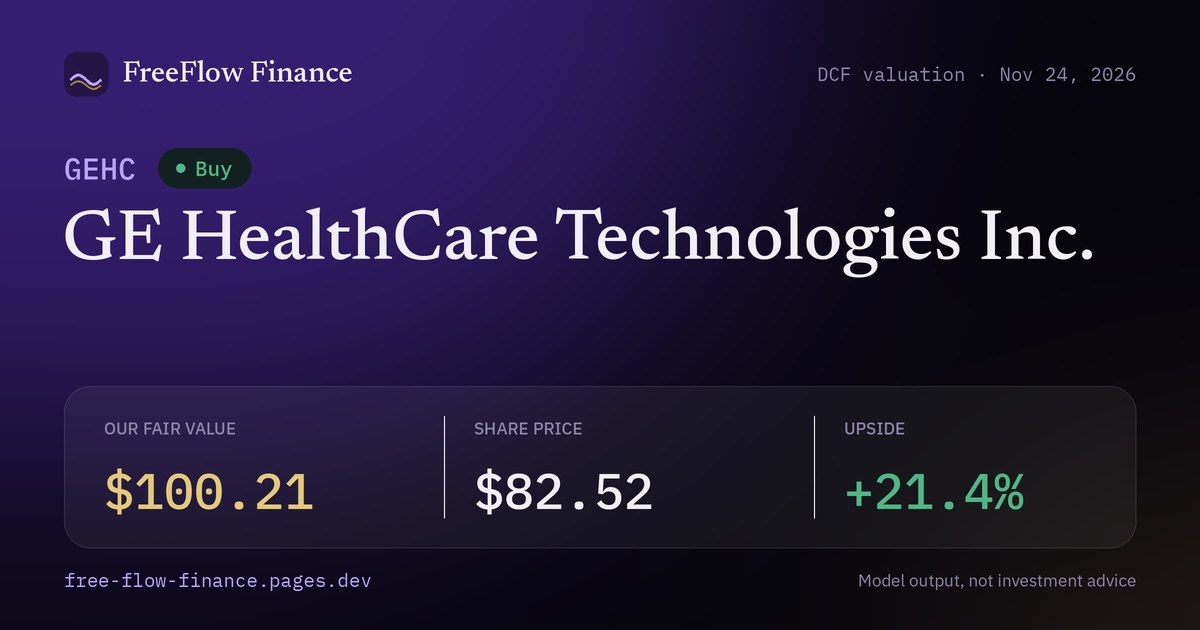 FreeFlow Finance
DCF valuation · Nov 24, 2026
GEHC
Buy
GE HealthCare Technologies Inc.
OUR FAIR VALUE
$100.21
SHARE PRICE
$82.52
UPSIDE
+21.4%
free-flow-finance.pages.dev
Model output, not investment advice